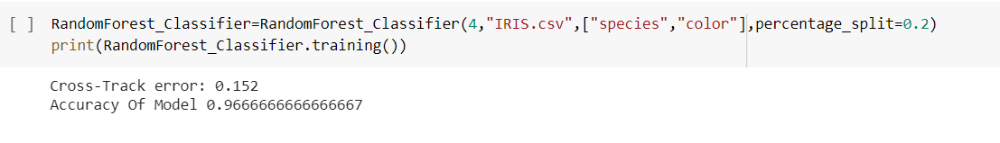 [ ] RandomForest_Classifier=RandomForest_Classifier(4,"IRIS.csv",["species","color"],percentage_split=0.2)
print(RandomForest_Classifier.training())
Cross-Track error: 0.152
Accuracy Of Model 0.9666666666666667